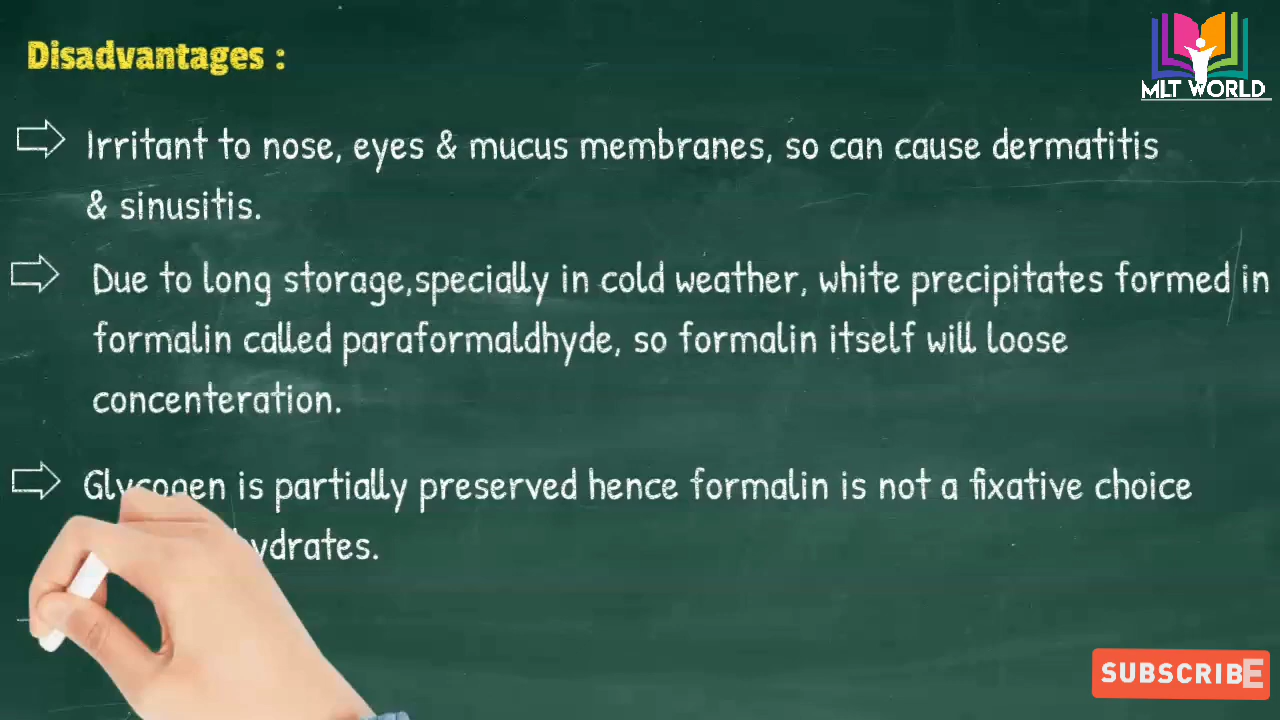 Disadvantages :
MLT WORLD
Irritant to nose, eyes & mucus membranes, so can cause dermatitis
& sinusitis.
Due to long storage,specially in cold weather, white precipitates formed in
formalin called paraformaldhyde, so formalin itself will loose
concenteration.
Glycogen is partially preserved hence formalin is not a fixative choice
SUBSCRIBE